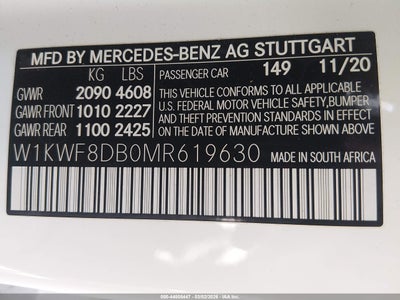 MFD BY MERCEDES-BENZ AG STUTTGART
KG LBS
GVWR 2090 4608
GAWR FRONT 1010 2227
GAWR REAR 1100 2425
PASSENGER CAR 149 11/20
THIS VEHICLE CONFORMS TO ALL APPLICABLE
U.S. FEDERAL MOTOR VEHICLE SAFETY,BUMPER
AND THEFT PREVENTION STANDARDS IN
EFFECT ON THE DATE OF MANUFACTURE
SHOWN ABOVE.
W1KWF8DB0MR619630
MADE IN SOUTH AFRICA